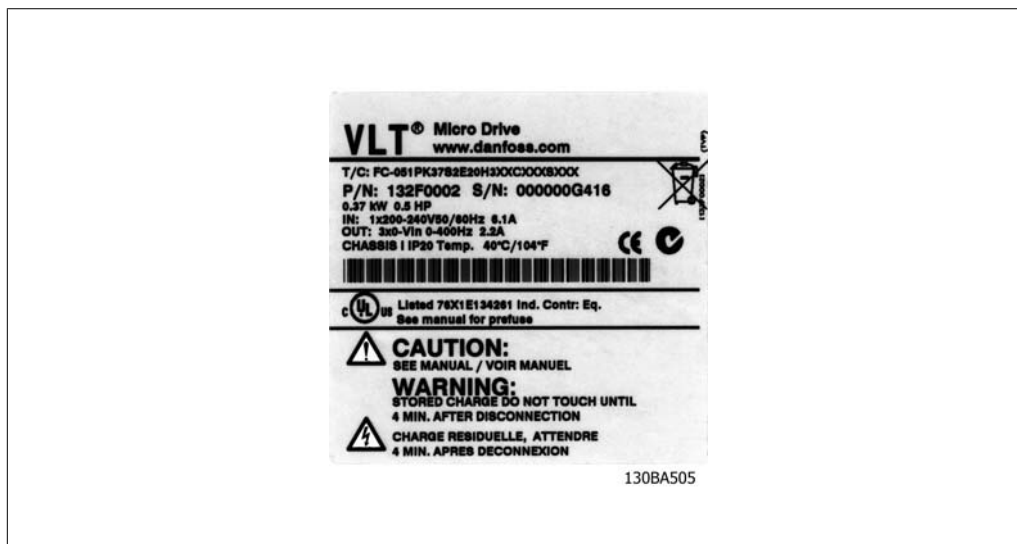 VLT® Micro Drive
www.danfoss.com
T/C: FC-051PK37S2E20H3XXCXXXSXXX
P/N: 132F0002 S/N: 000000G416
0.37 kW 0.5 HP
IN: 1x200-240V50/60Hz 6.1A
OUT: 3x0-Vin 0-400Hz 2.2A
CHASSIS I IP20 Temp. 40°C/104°F
CE
c UL US Listed 76X1E134261 Ind. Contr: Eq.
See manual for prefuse
CAUTION:
SEE MANUAL / VOIR MANUEL
WARNING:
STORED CHARGE DO NOT TOUCH UNTIL
4 MIN. AFTER DISCONNECTION
CHARGE RESIDUELLE, ATTENDRE
4 MIN. APRES DECONNEXION
130BA505